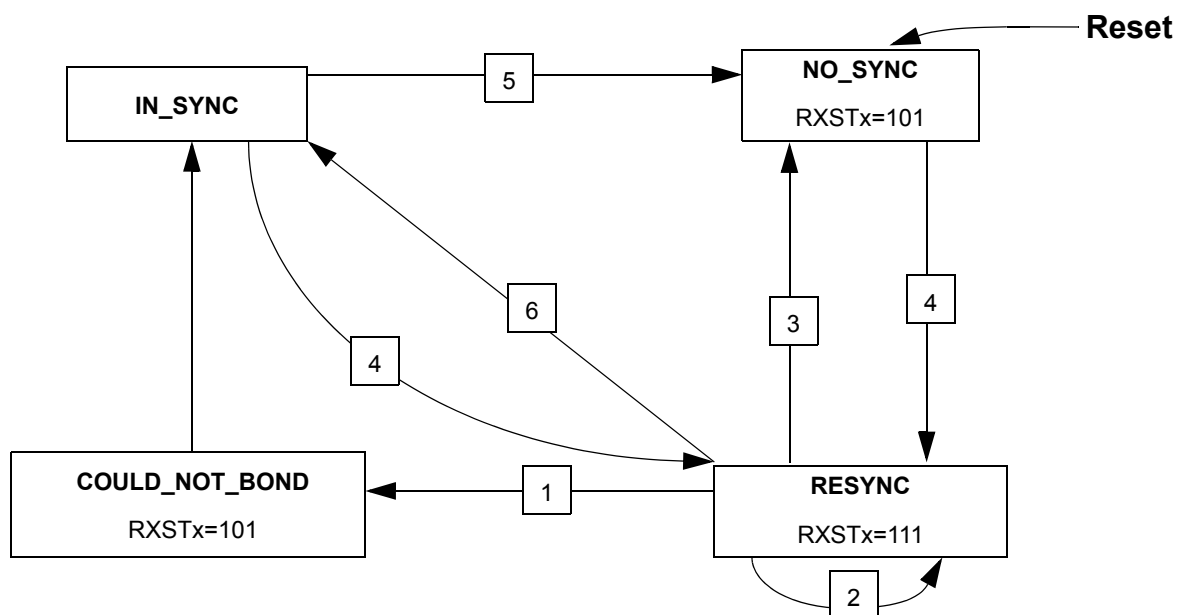 Reset
NO_SYNC
RXSTx=101
5
IN_SYNC
6
3
4
4
COULD_NOT_BOND
RXSTx=101
1
RESYNC
RXSTx=111
2